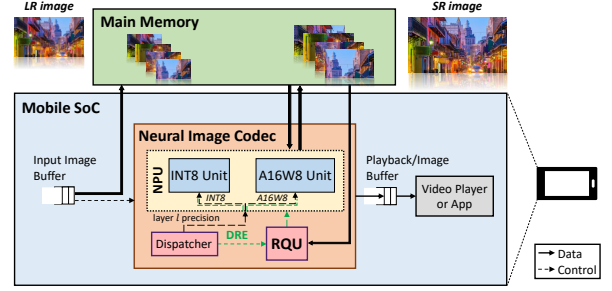 LR image
SR image
Main Memory
Mobile SoC
Neural Image Codec
Input Image
Buffer
NPU
INT8 Unit
A16W8 Unit
INT8
A16W8
layer l precision
Dispatcher
DRE
RQU
Playback/Image
Buffer
Video Player
or App
Data
Control